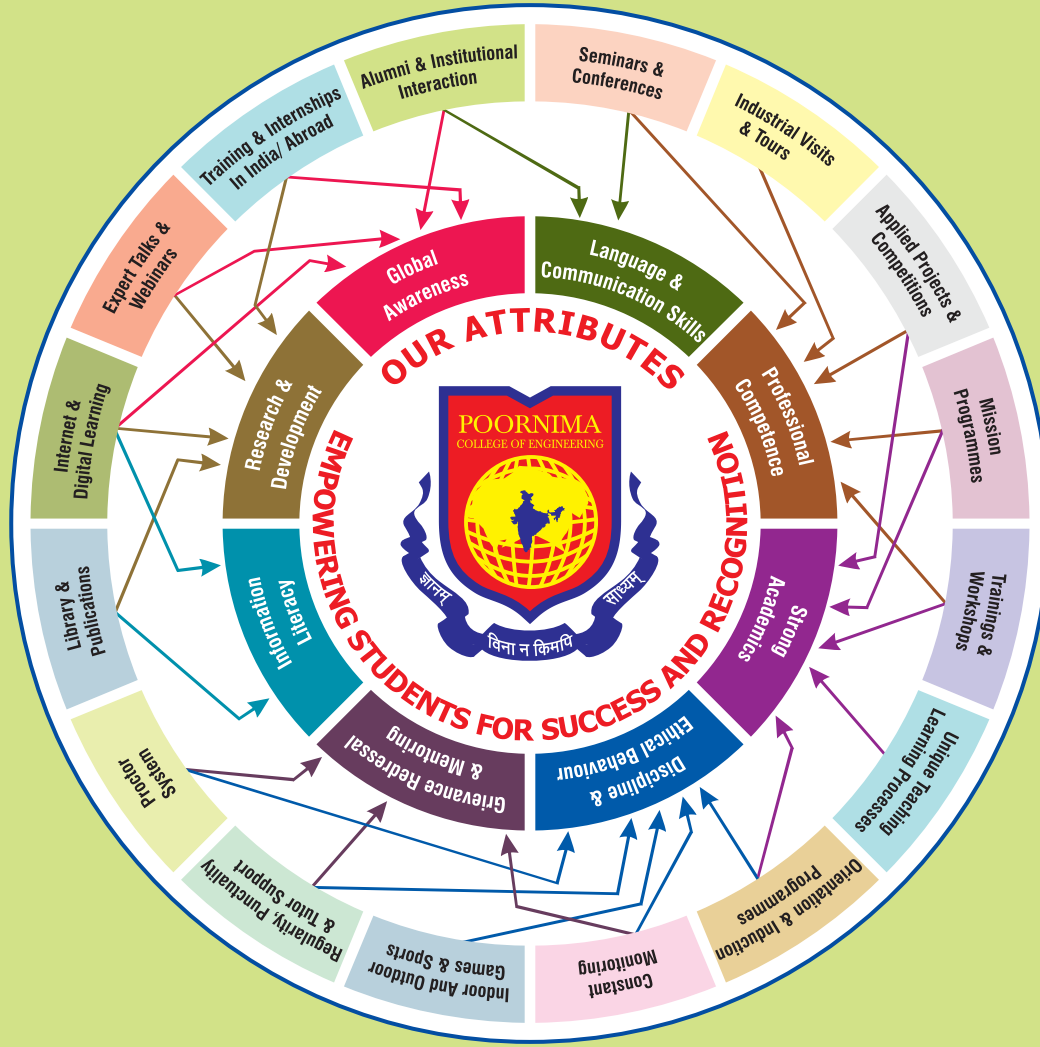 Alumni & Institutional
Interaction
Seminars &
Conferences
Industrial Visits
& Tours
Applied Projects &
Competitions
Mission
Programmes
Trainings &
Workshops
Unique Teaching
Learning Processes
Orientation & Induction
Programmes
Constant
Monitoring
Indoor And Outdoor
Games & Sports
Regularity, Punctuality
& Tutor Support
Proctor
System
Library &
Publications
Internet &
Digital Learning
Expert Talks &
Webinars
Training & Internships
In India/ Abroad
Global
Awareness
Language &
Communication Skills
Professional
Competence
Strong
Academics
Discipline &
Ethical Behaviour
Grievance Redressal
& Mentoring
Information
Literacy
Research &
Development
OUR ATTRIBUTES
EMPOWERING STUDENTS FOR SUCCESS AND RECOGNITION
POORNIMA
COLLEGE OF ENGINEERING
ज्ञानम्
विना न किमपि
साध्यम्